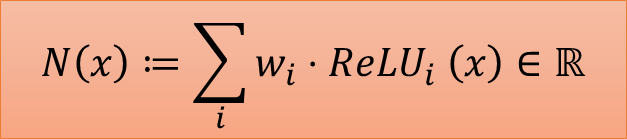 N(x) ≔ ∑_i w_i · ReLU_i (x) ∈ ℝ